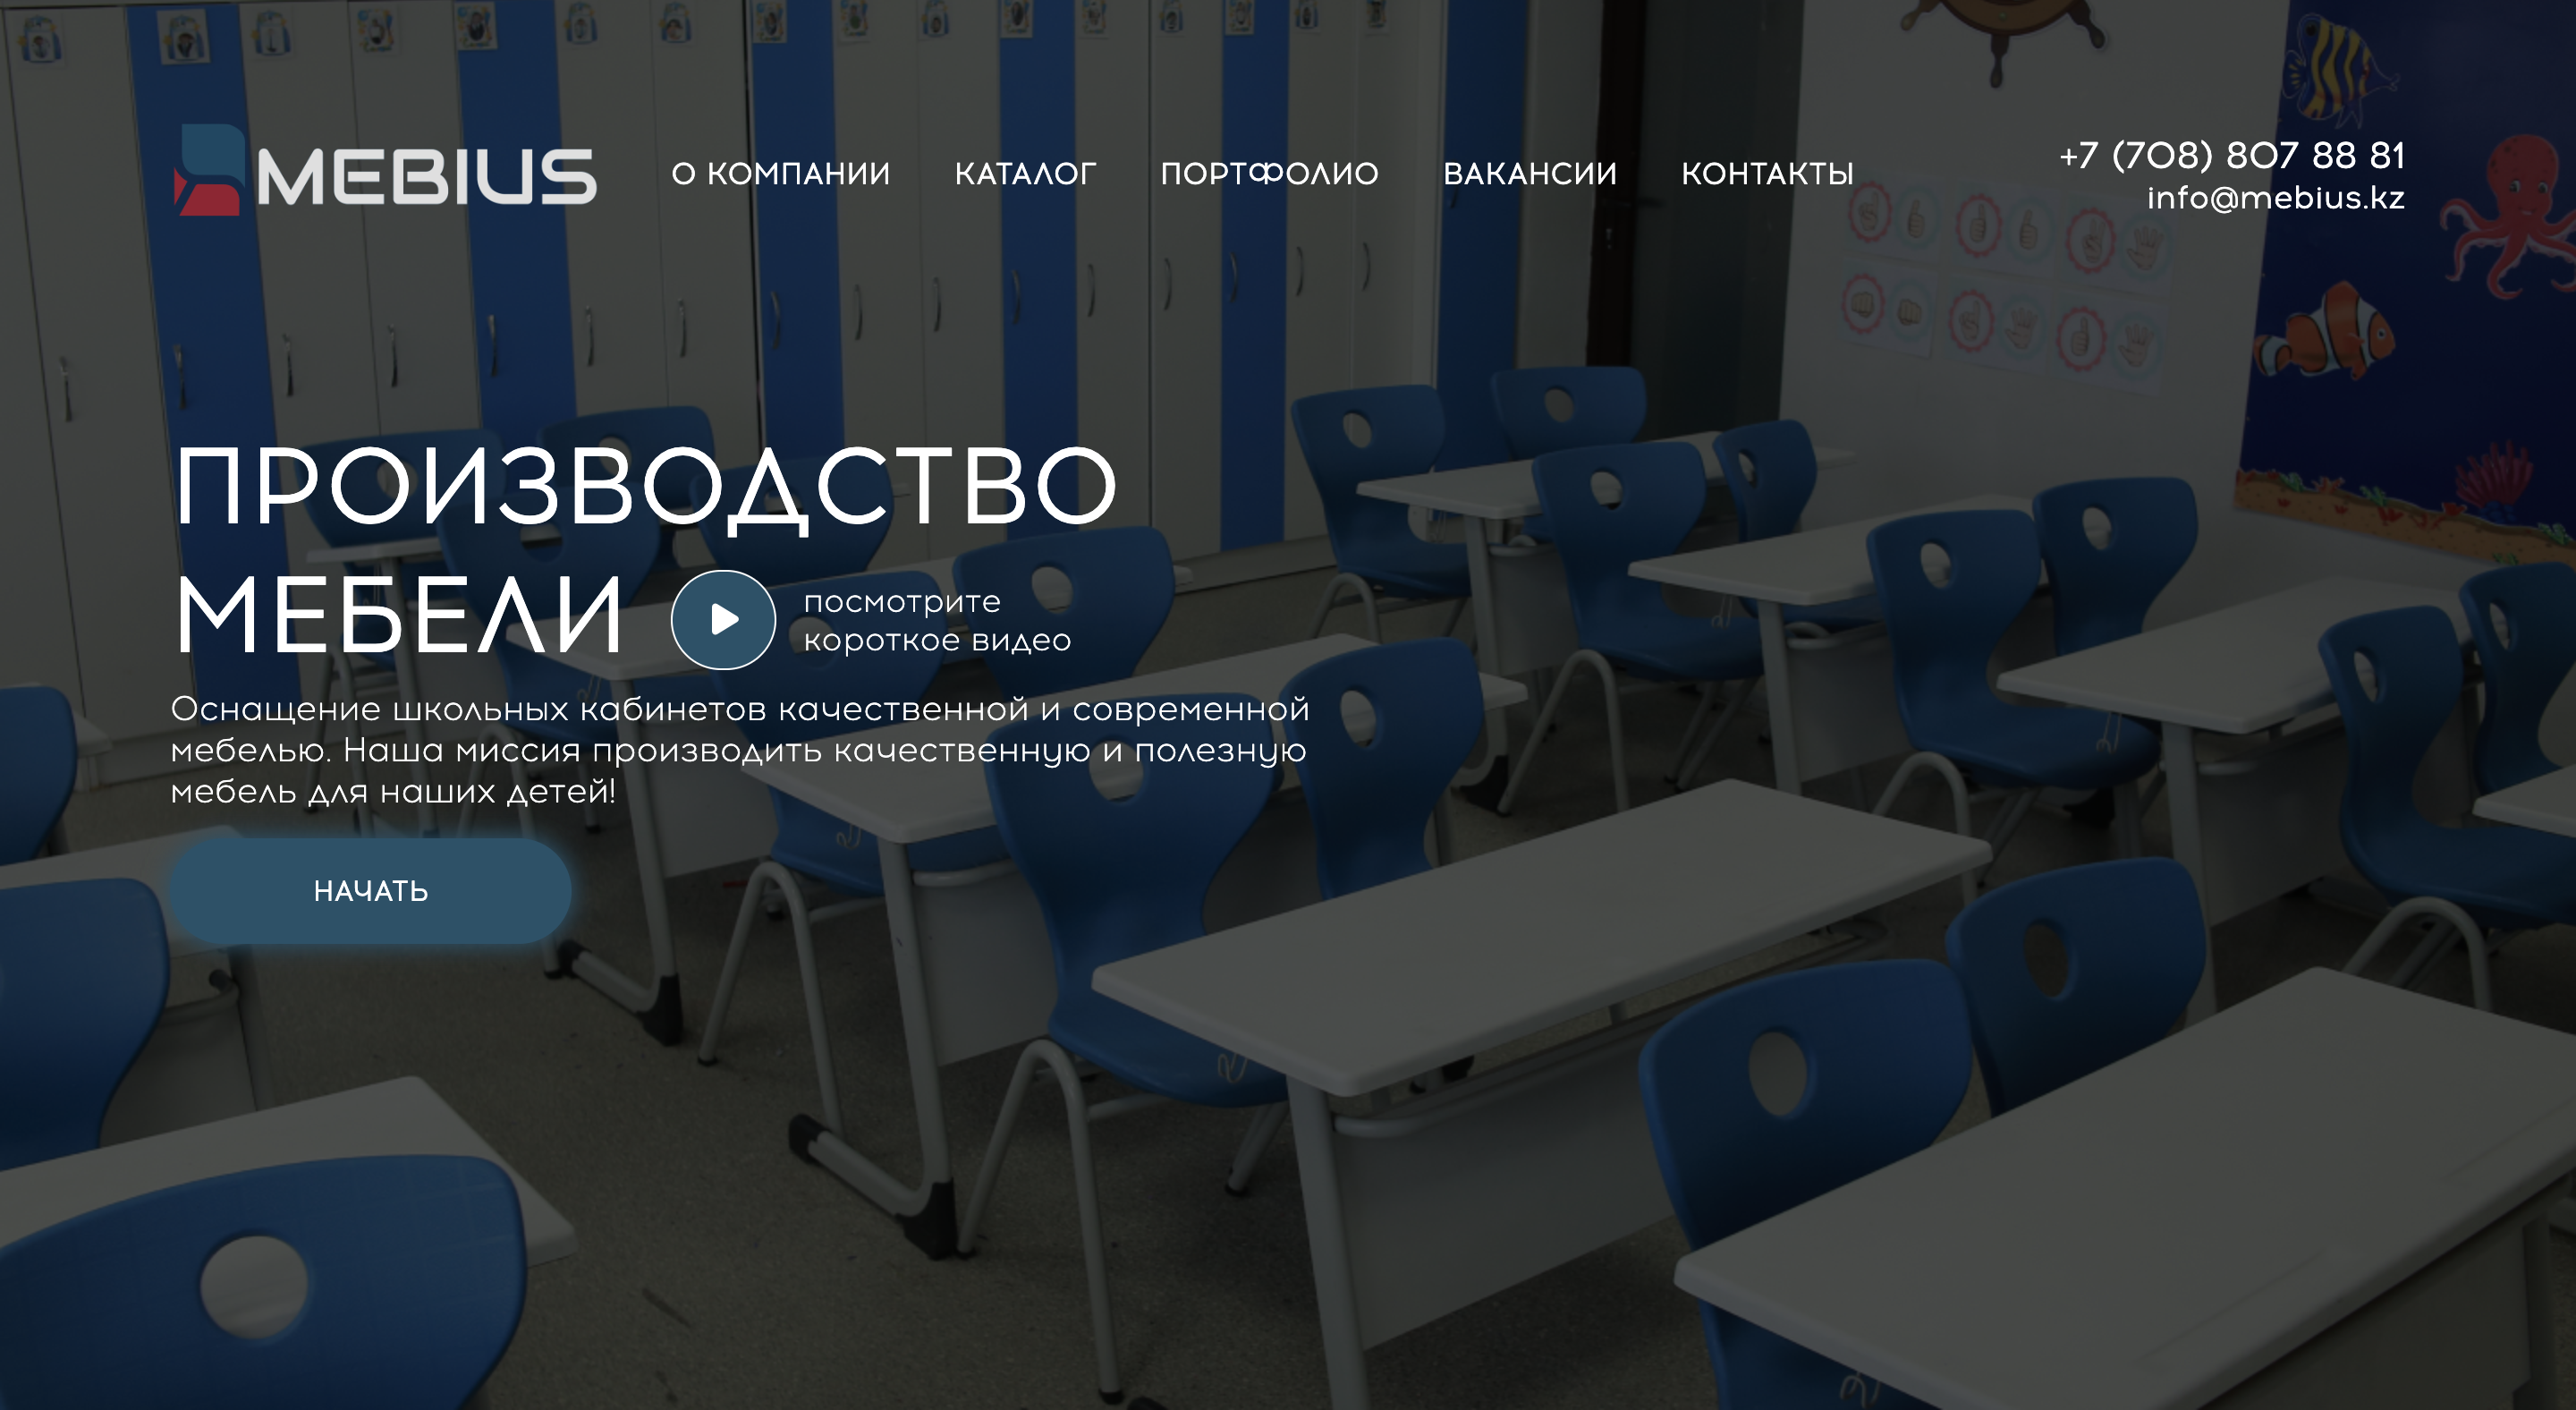 MEBIUS
О КОМПАНИИ
КАТАЛОГ
ПОРТФОЛИО
ВАКАНСИИ
КОНТАКТЫ
+7 (708) 807 88 81
info@mebius.kz
ПРОИЗВОДСТВО
МЕБЕЛИ
посмотрите
короткое видео
Оснащение школьных кабинетов качественной и современной
мебелью. Наша миссия производить качественную и полезную
мебель для наших детей!
НАЧАТЬ